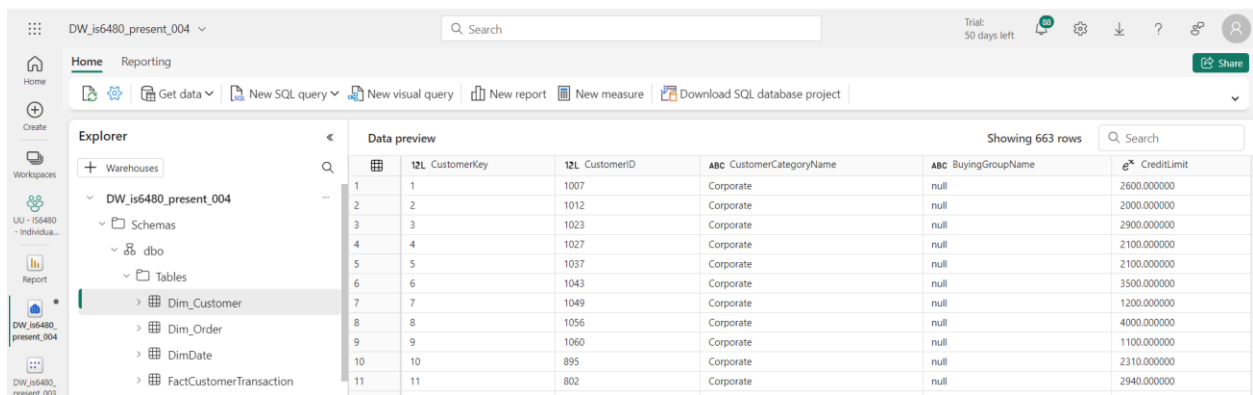 DW_is6480_present_004
Search
Trial:
50 days left
88
Home
Create
Workspaces
UU - IS6480
- Individua...
Report
DW_is6480_
present_004
DW_is6480_
present_003
Home Reporting
Share
Get data New SQL query New visual query New report New measure Download SQL database project
Explorer
Warehouses
DW_is6480_present_004
Schemas
dbo
Tables
Dim_Customer
Dim_Order
DimDate
FactCustomerTransaction
Data preview Showing 663 rows Search
12L CustomerKey 12L CustomerID ABC CustomerCategoryName ABC BuyingGroupName eˣ CreditLimit
1 1 1007 Corporate null 2600.000000
2 2 1012 Corporate null 2000.000000
3 3 1023 Corporate null 2900.000000
4 4 1027 Corporate null 2100.000000
5 5 1037 Corporate null 2100.000000
6 6 1043 Corporate null 3500.000000
7 7 1049 Corporate null 1200.000000
8 8 1056 Corporate null 4000.000000
9 9 1060 Corporate null 1100.000000
10 10 895 Corporate null 2310.000000
11 11 802 Corporate null 2940.000000